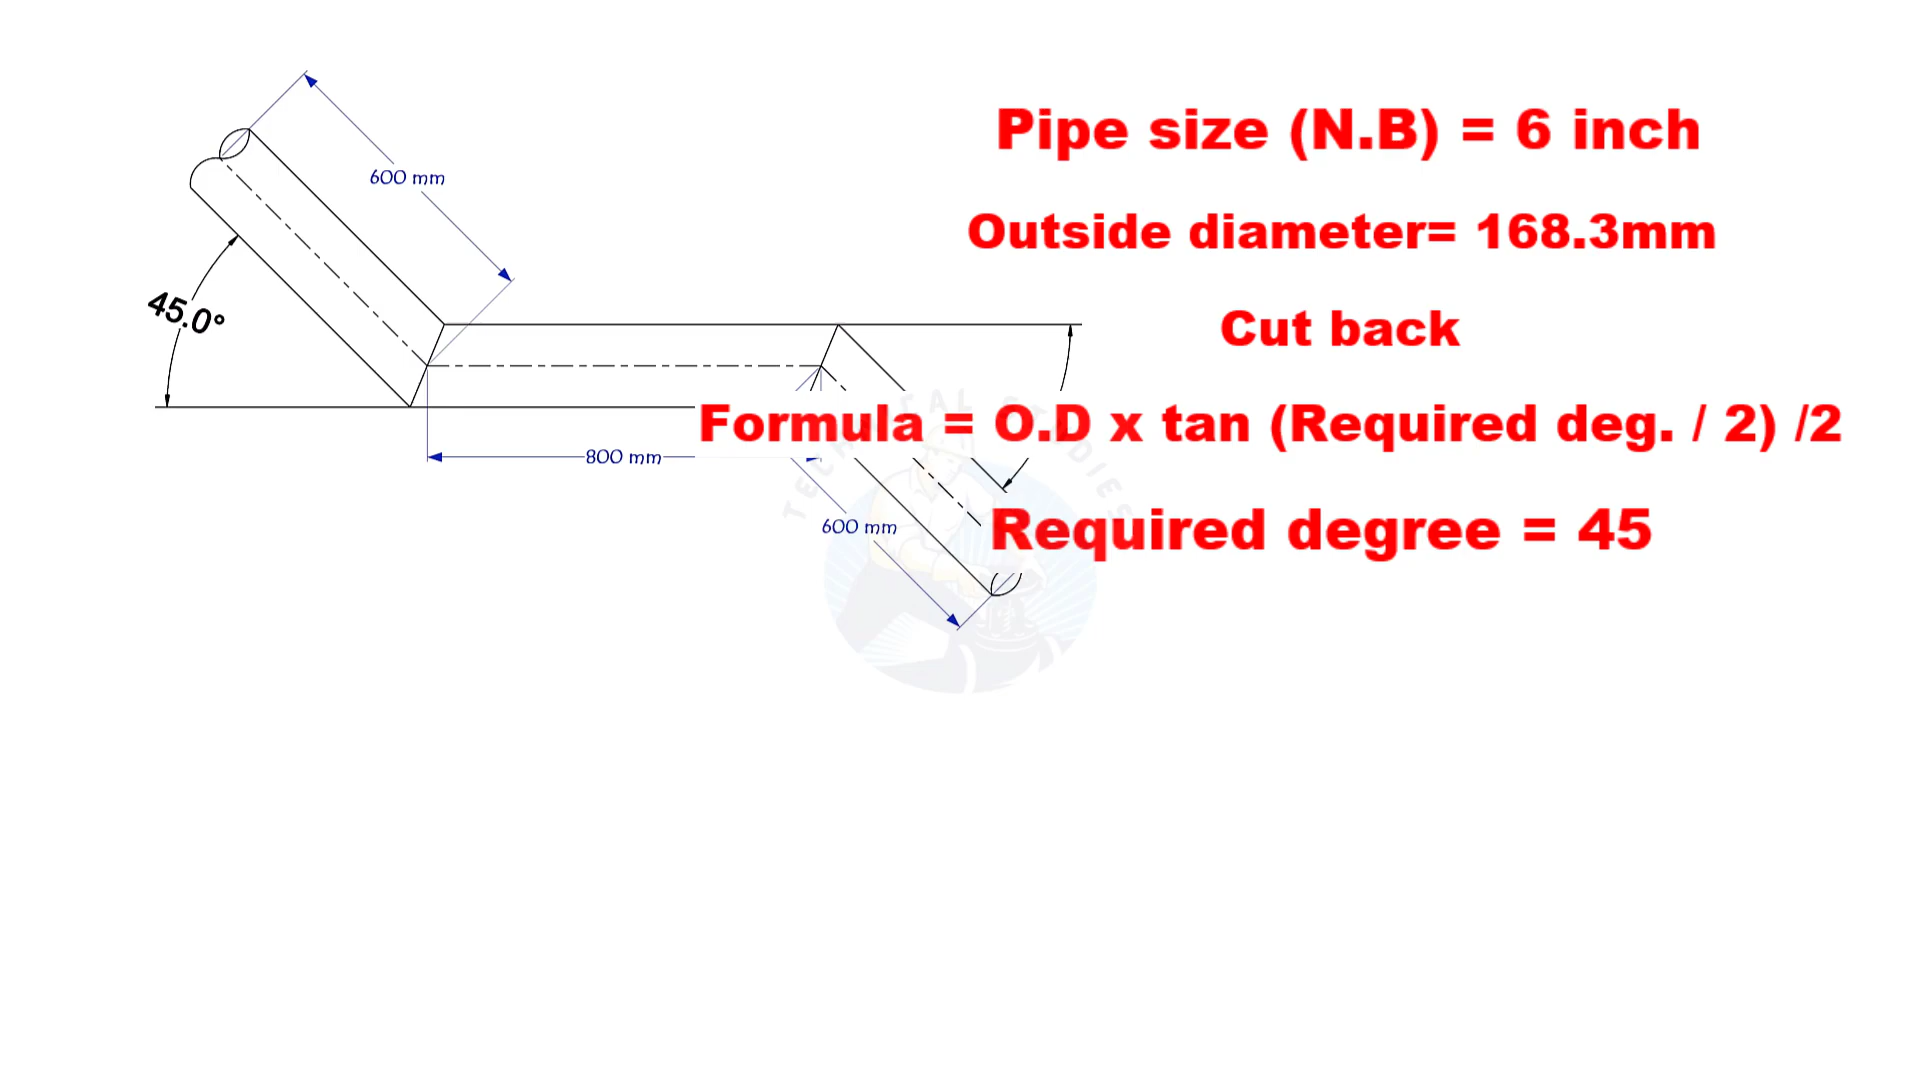 Pipe size (N.B) = 6 inch
600 mm
Outside diameter= 168.3mm
45.0°
Cut back
Formula = O.D x tan (Required deg. / 2) /2
800 mm
600 mm
Required degree = 45